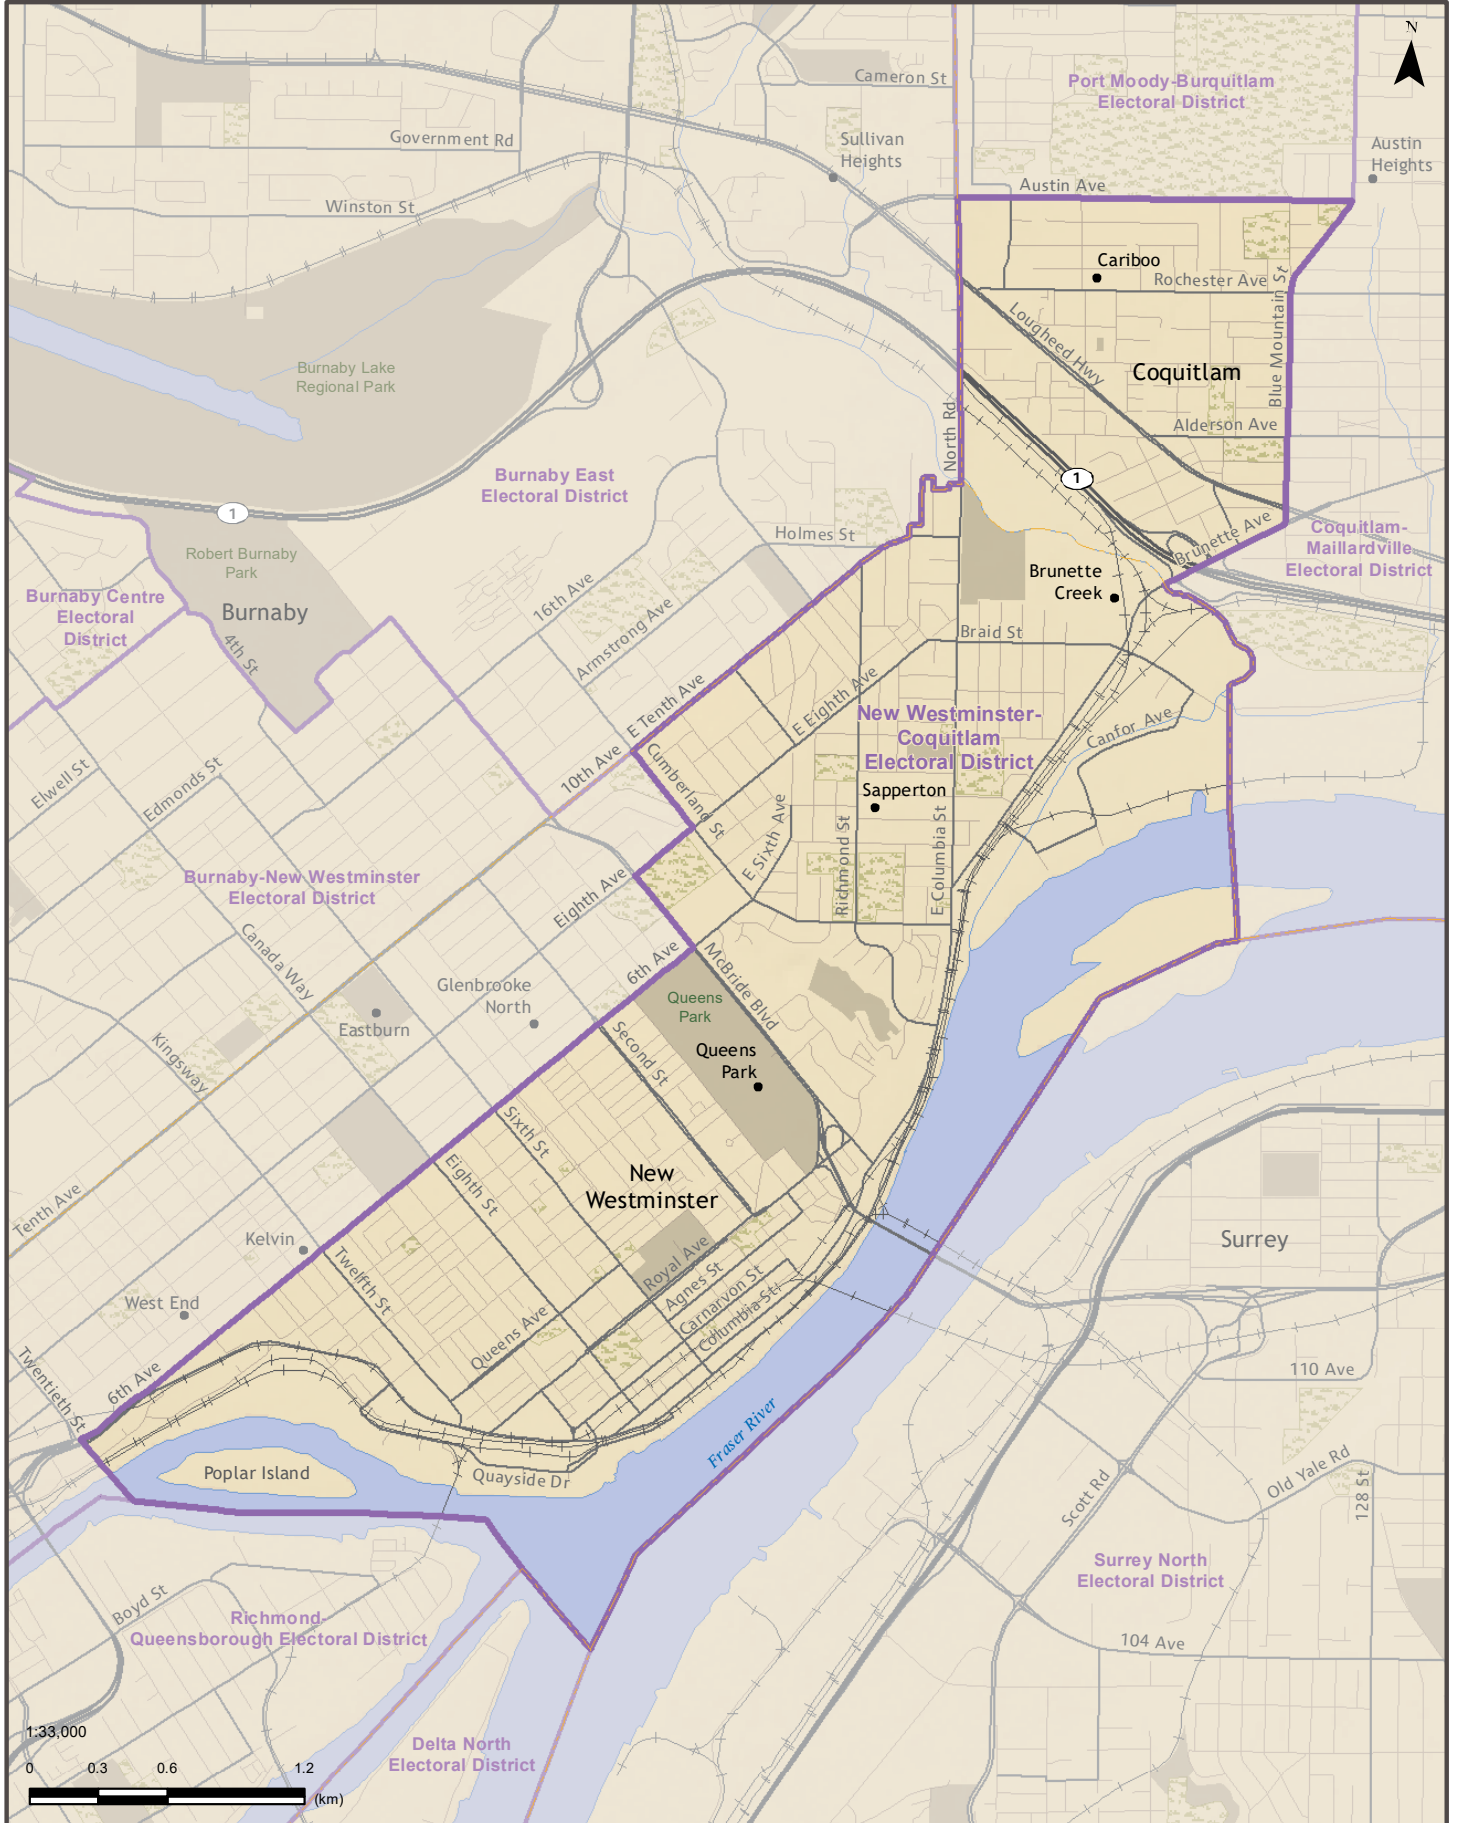 N
Cameron St
Port Moody-Burquitlam
Electoral District
Government Rd
Sullivan
Heights
Austin
Heights
Austin Ave
Winston St
Cariboo
Rochester Ave
Lougheed Hwy
Blue Mountain St
Burnaby Lake
Regional Park
Coquitlam
North Rd
Alderson Ave
Burnaby East
Electoral District
1
1
Brunette Ave
Holmes St
Coquitlam-
Maillardville
Electoral District
Robert Burnaby
Park
Brunette
Creek
Burnaby Centre
Electoral
District
Burnaby
16th Ave
Armstrong Ave
4th St
Braid St
E Tenth Ave
E Eighth Ave
New Westminster-
Coquitlam
Electoral District
Canfor Ave
10th Ave
Cumberland St
Elwell St
Edmonds St
Sapperton
E Sixth Ave
Richmond St
E Columbia St
Burnaby-New Westminster
Electoral District
Eighth Ave
Canada Way
6th Ave
McBride Blvd
Glenbrooke
North
Queens
Park
Eastburn
Kingsway
Second St
Queens
Park
Sixth St
Eighth St
New
Westminster
Tenth Ave
Kelvin
Surrey
Twelfth St
Royal Ave
Agnes St
Carnarvon St
Columbia St
West End
Queens Ave
Twentieth St
6th Ave
110 Ave
Fraser River
Poplar Island
Quayside Dr
Scott Rd
Old Yale Rd
128 St
Surrey North
Electoral District
Boyd St
Richmond-
Queensborough Electoral District
104 Ave
1:33,000
Delta North
Electoral District
0 0.3 0.6 1.2
(km)